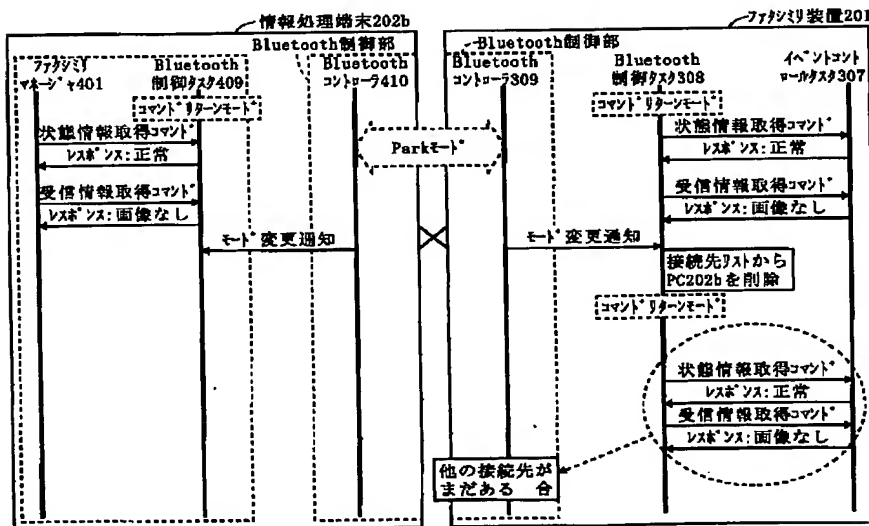 情報処理端末202b
ファクシミリ装置201
Bluetooth制御部
Bluetooth制御部
ファクシミリ
マネージャ401
Bluetooth
制御タスク409
Bluetooth
コントローラ410
Bluetooth
コントローラ309
Bluetooth
制御タスク308
イベントコント
ロールタスク307
コマンドリターンモード
コマンドリターンモード
状態情報取得コマンド
レスポンス:正常
受信情報取得コマンド
レスポンス:画像なし
Parkモード
状態情報取得コマンド
レスポンス:正常
受信情報取得コマンド
レスポンス:画像なし
モード変更通知
モード変更通知
接続先リストから
PC202bを削除
コマンドリターンモード
状態情報取得コマンド
レスポンス:正常
受信情報取得コマンド
レスポンス:画像なし
他の接続先が
まだある 合